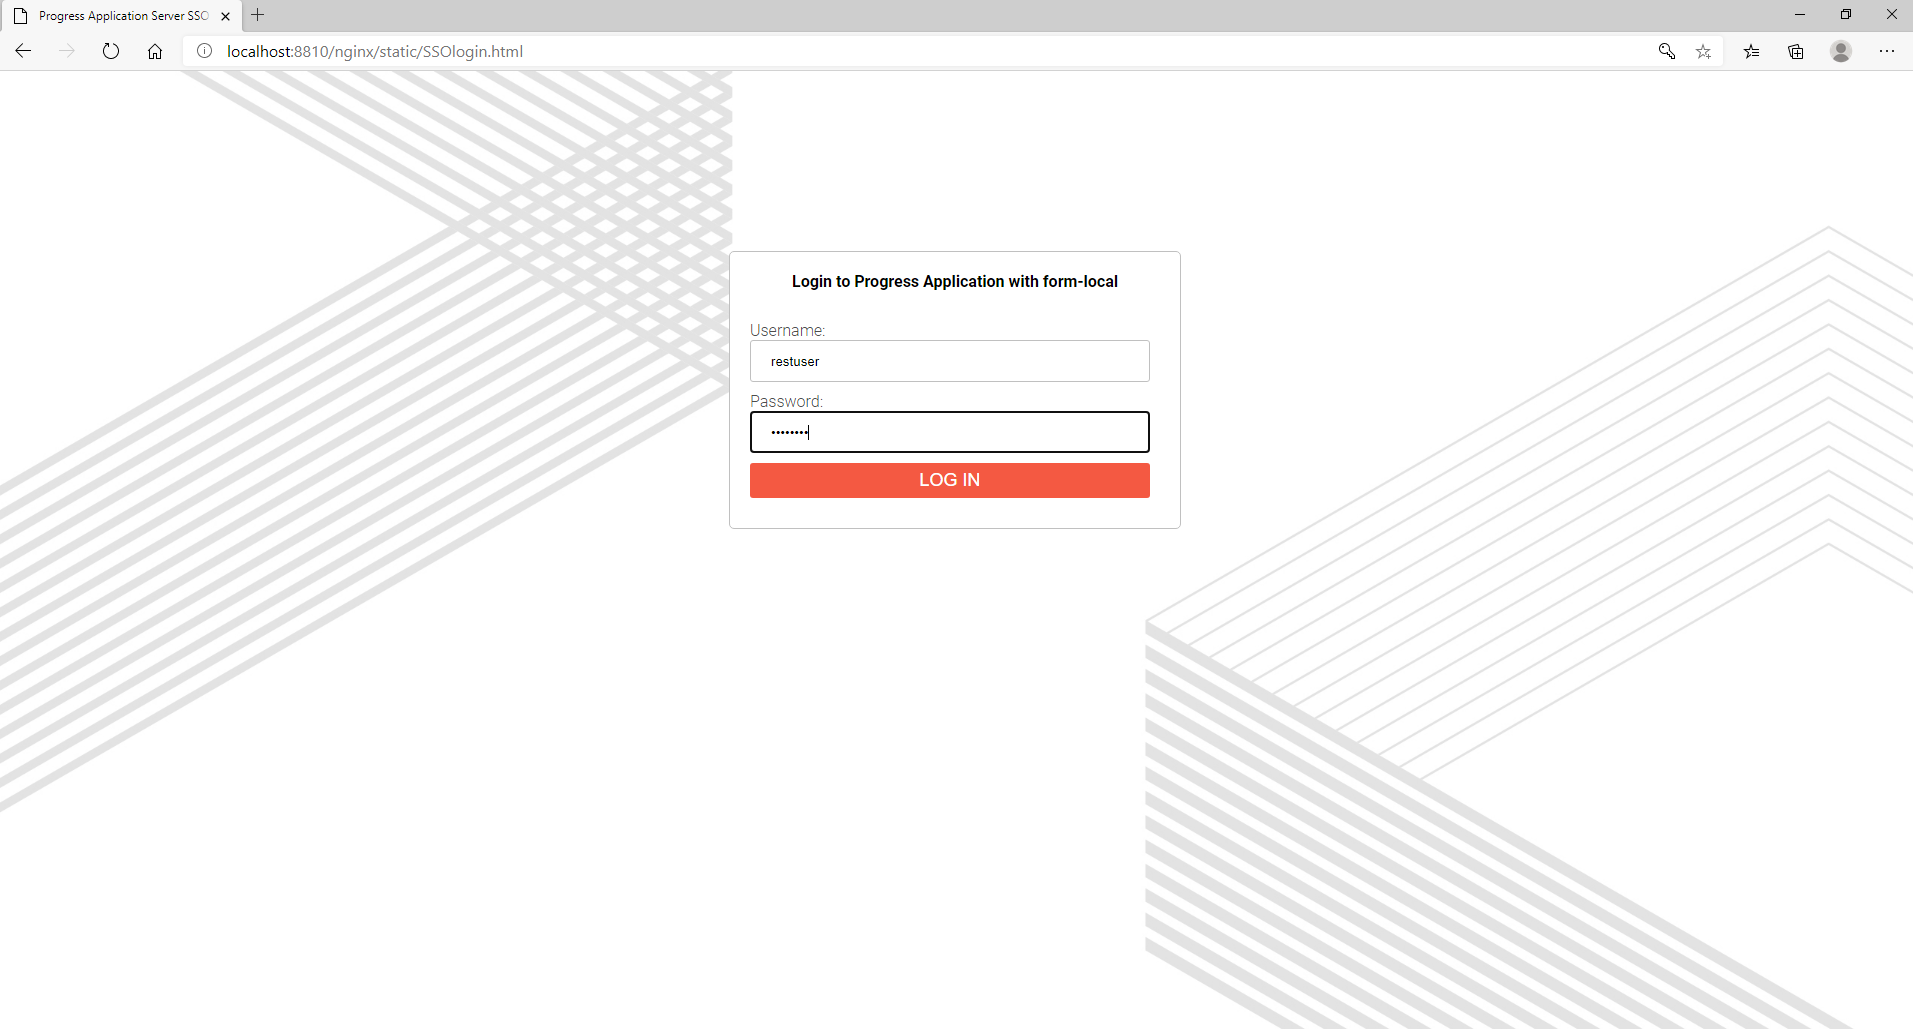 Progress Application Server SSO
localhost:8810/nginx/static/SSOlogin.html
Login to Progress Application with form-local
Username:
restuser
Password:
••••••••
LOG IN